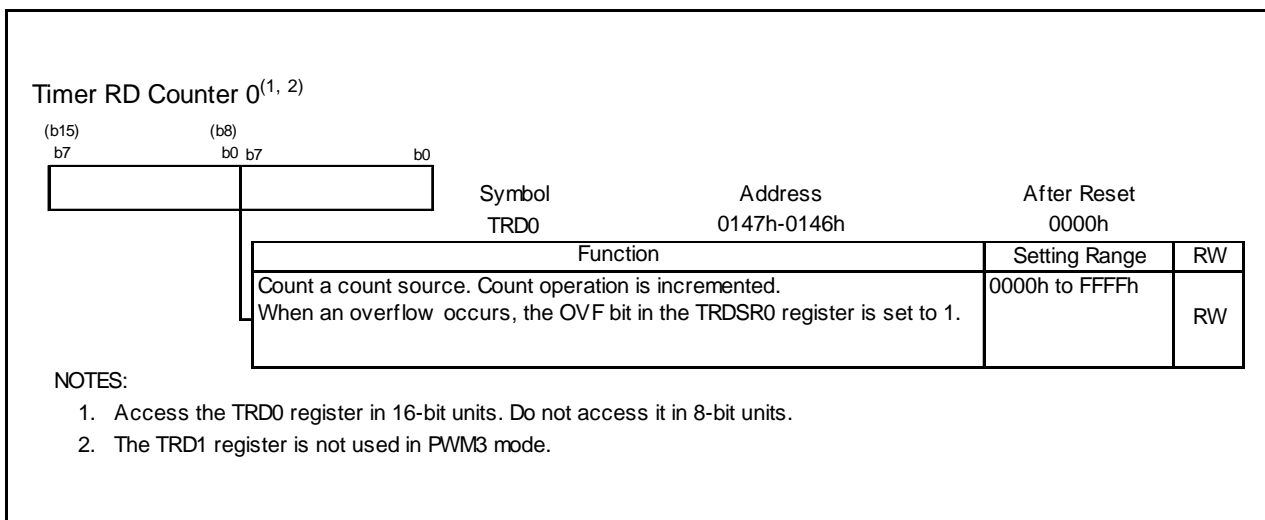 Timer RD Counter 0(1, 2)
(b15) (b8)
b7 b0 b7 b0
Symbol Address After Reset
TRD0 0147h-0146h 0000h
Function Setting Range RW
Count a count source. Count operation is incremented. 0000h to FFFFh
When an overflow occurs, the OVF bit in the TRDSR0 register is set to 1. RW
NOTES:
1. Access the TRD0 register in 16-bit units. Do not access it in 8-bit units.
2. The TRD1 register is not used in PWM3 mode.